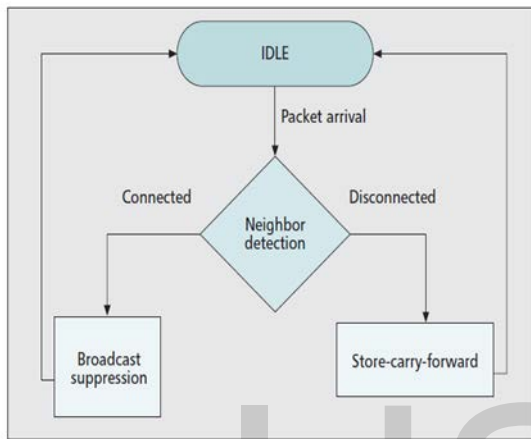 IDLE
Packet arrival
Connected
Disconnected
Neighbor
detection
Broadcast
suppression
Store-carry-forward